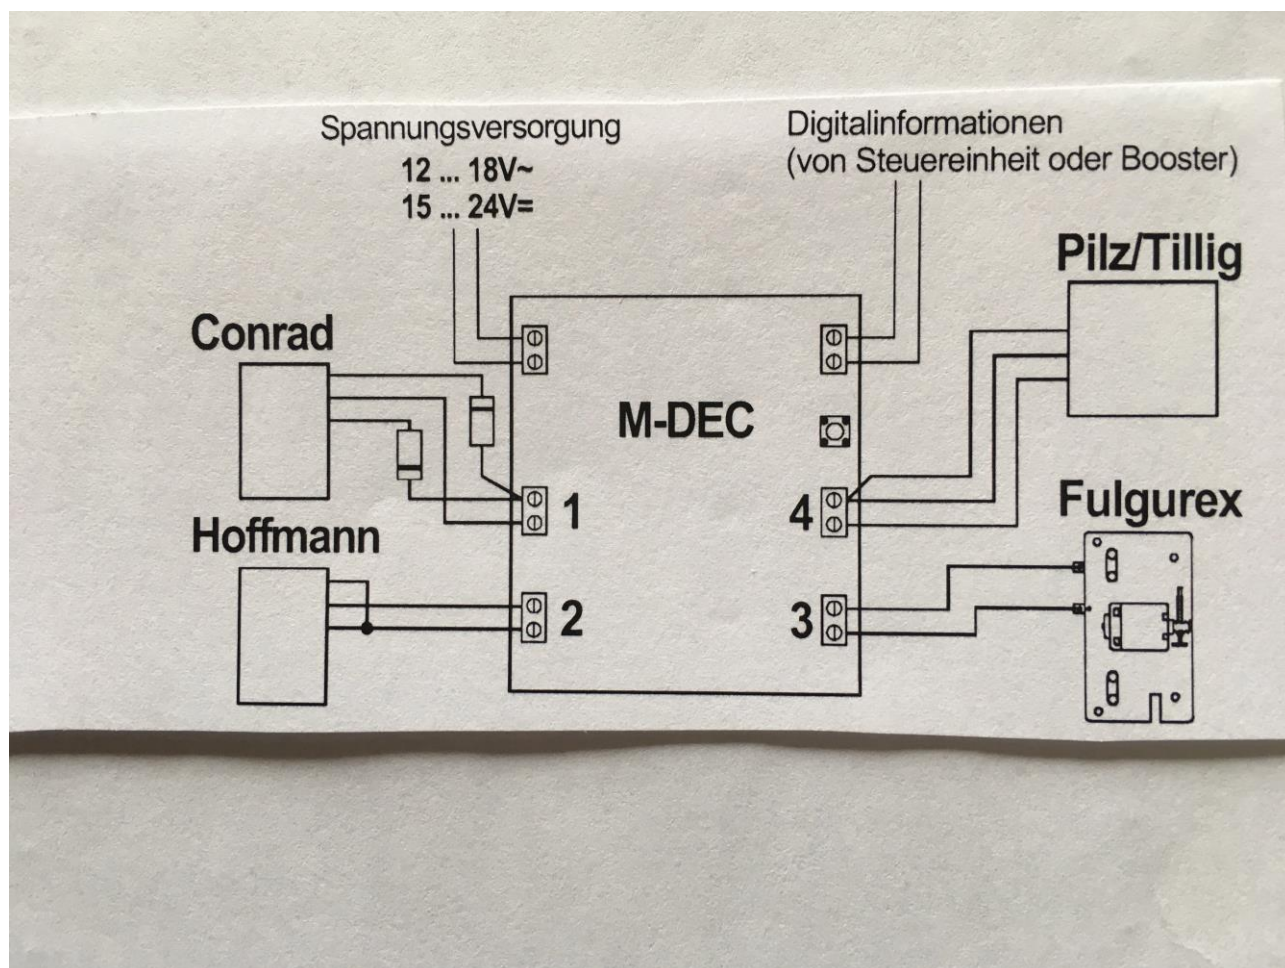 Spannungsversorgung
12 ... 18V~
15 ... 24V=
Digitalinformationen
(von Steuereinheit oder Booster)
Pilz/Tillig
Conrad
M-DEC
1
4
Hoffmann
Fulgurex
2
3